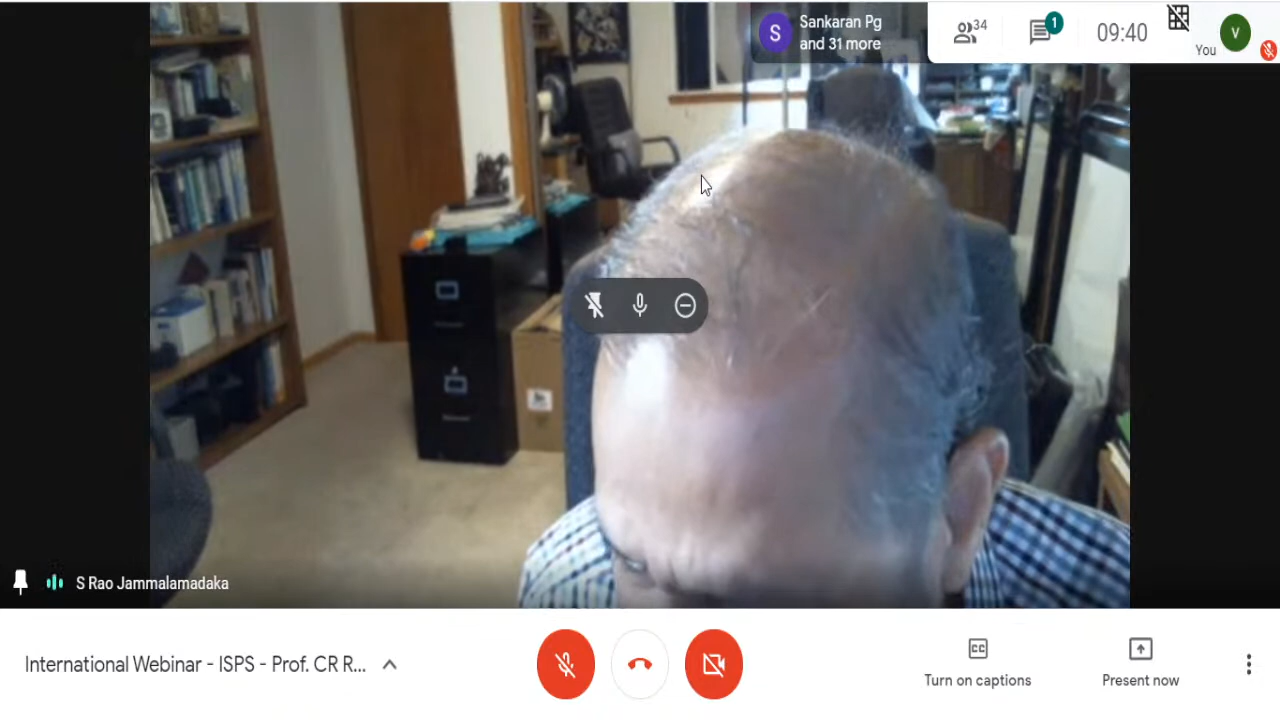 S
Sankaran Pg
and 31 more
34
1
09:40
You
V
S Rao Jammalamadaka
International Webinar - ISPS - Prof. CR R...
CC
Turn on captions
Present now